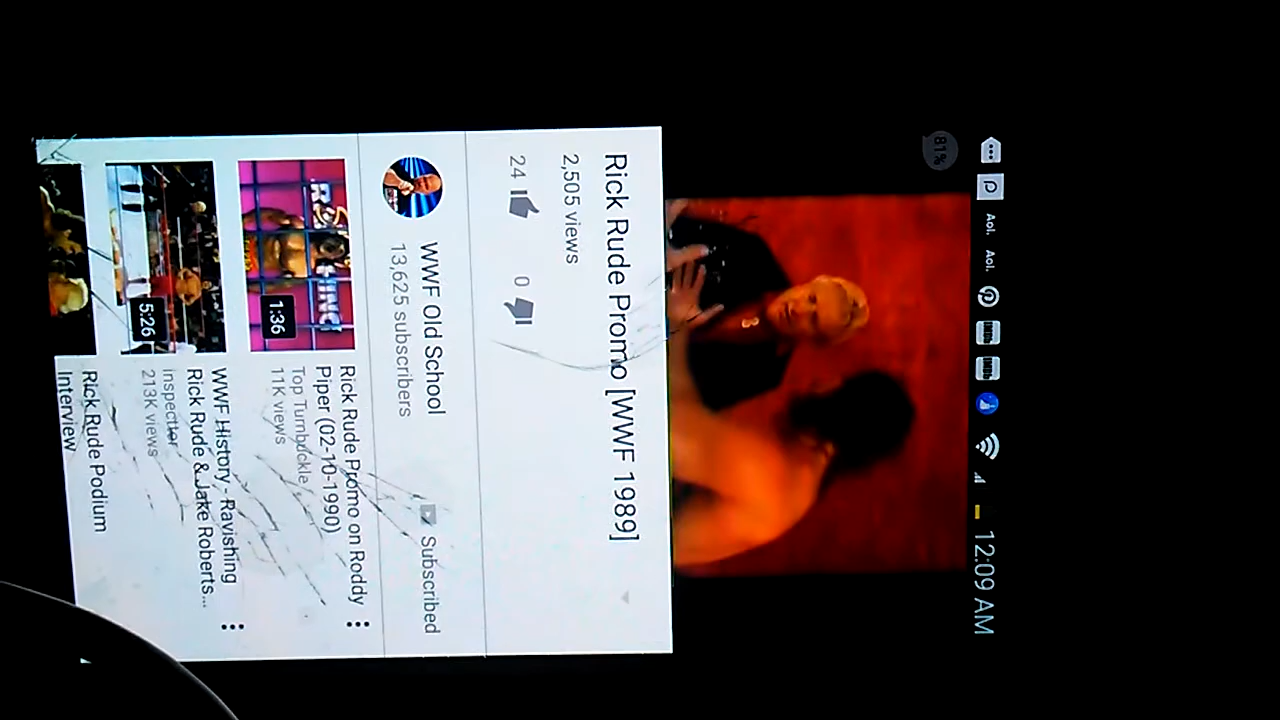 81%
Aol.
Aol.
12:09 AM
Rick Rude Promo [WWF 1989]
2,505 views
24
0
WWF Old School
13,625 subscribers
Subscribed
1:36
Rick Rude Promo on Roddy
Piper (02-10-1990)
Top Turnbuckle
11K views
5:26
WWF History - Ravishing
Rick Rude & Jake Roberts...
213K views
Rick Rude Podium
Interview